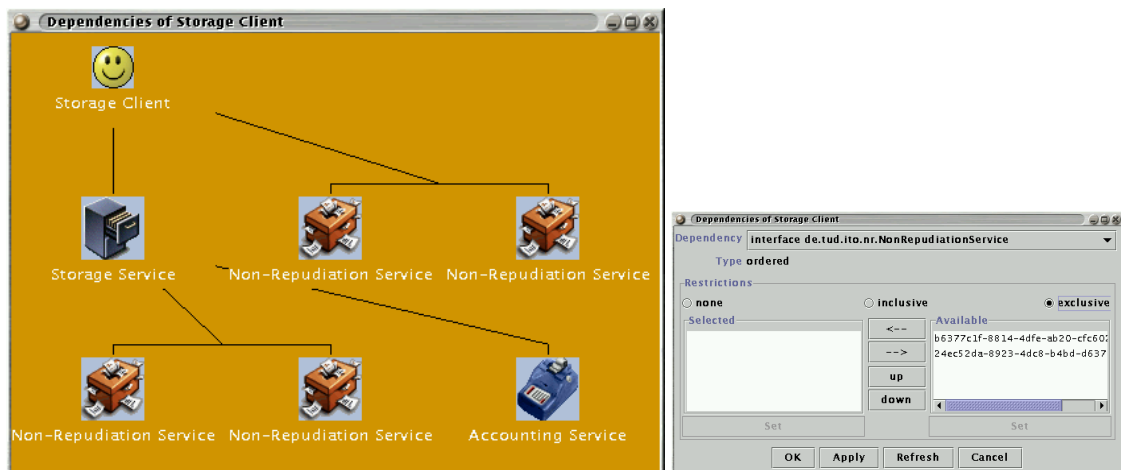 Dependencies of Storage Client
Storage Client
Storage Service
Non-Repudiation Service
Non-Repudiation Service
Non-Repudiation Service
Non-Repudiation Service
Accounting Service
Dependencies of Storage Client
Dependency interface de.tud.ito.nr.NonRepudiationService
Type ordered
Restrictions
none inclusive exclusive
Selected
<--
-->
up
down
Available
b6377c1f-8814-4dfe-ab20-cfc602
24ec52da-8923-4dc8-b4bd-d637
Set Set
OK Apply Refresh Cancel